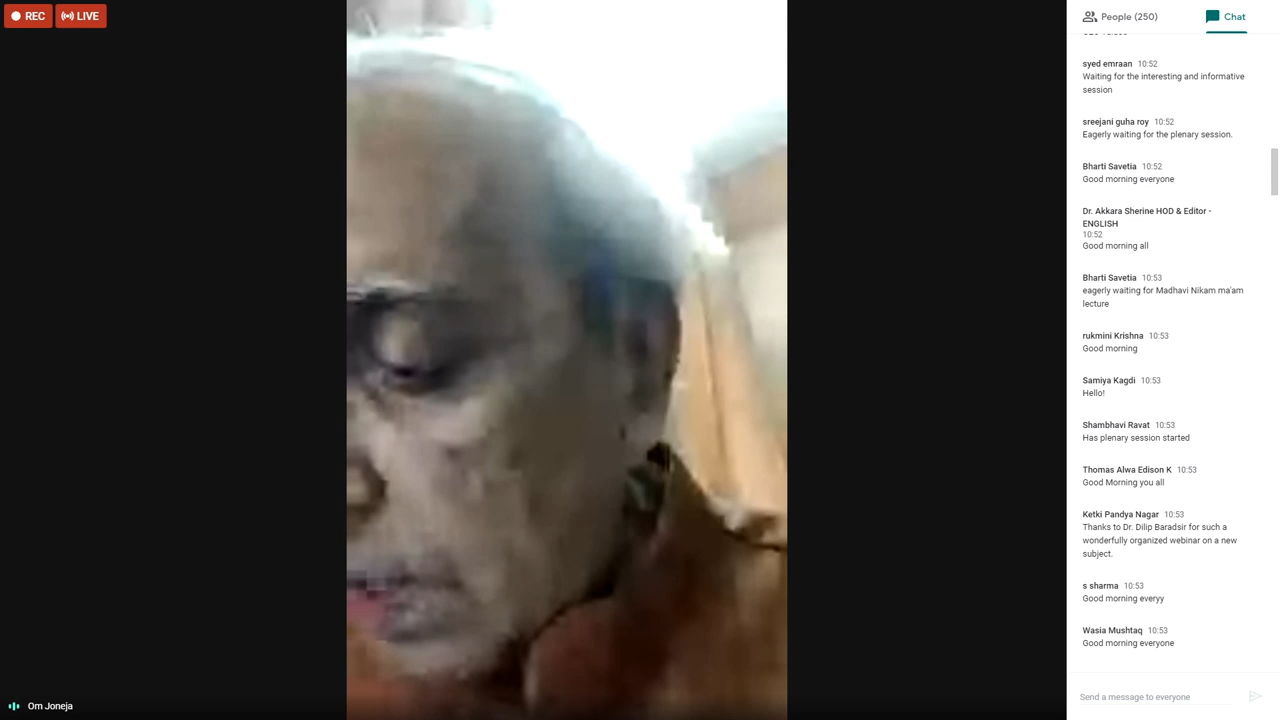 REC
LIVE
People (250)
Chat
syed emraan 10:52
Waiting for the interesting and informative
session
sreejani guha roy 10:52
Eagerly waiting for the plenary session.
Bharti Savetia 10:52
Good morning everyone
Dr. Akkara Sherine HOD & Editor -
ENGLISH
10:52
Good morning all
Bharti Savetia 10:53
eagerly waiting for Madhavi Nikam ma'am
lecture
rukmini Krishna 10:53
Good morning
Samiya Kagdi 10:53
Hello!
Shambhavi Ravat 10:53
Has plenary session started
Thomas Alwa Edison K 10:53
Good Morning you all
Ketki Pandya Nagar 10:53
Thanks to Dr. Dilip Baradsir for such a
wonderfully organized webinar on a new
subject.
s sharma 10:53
Good morning everyy
Wasia Mushtaq 10:53
Good morning everyone
Send a message to everyone
Om Joneja